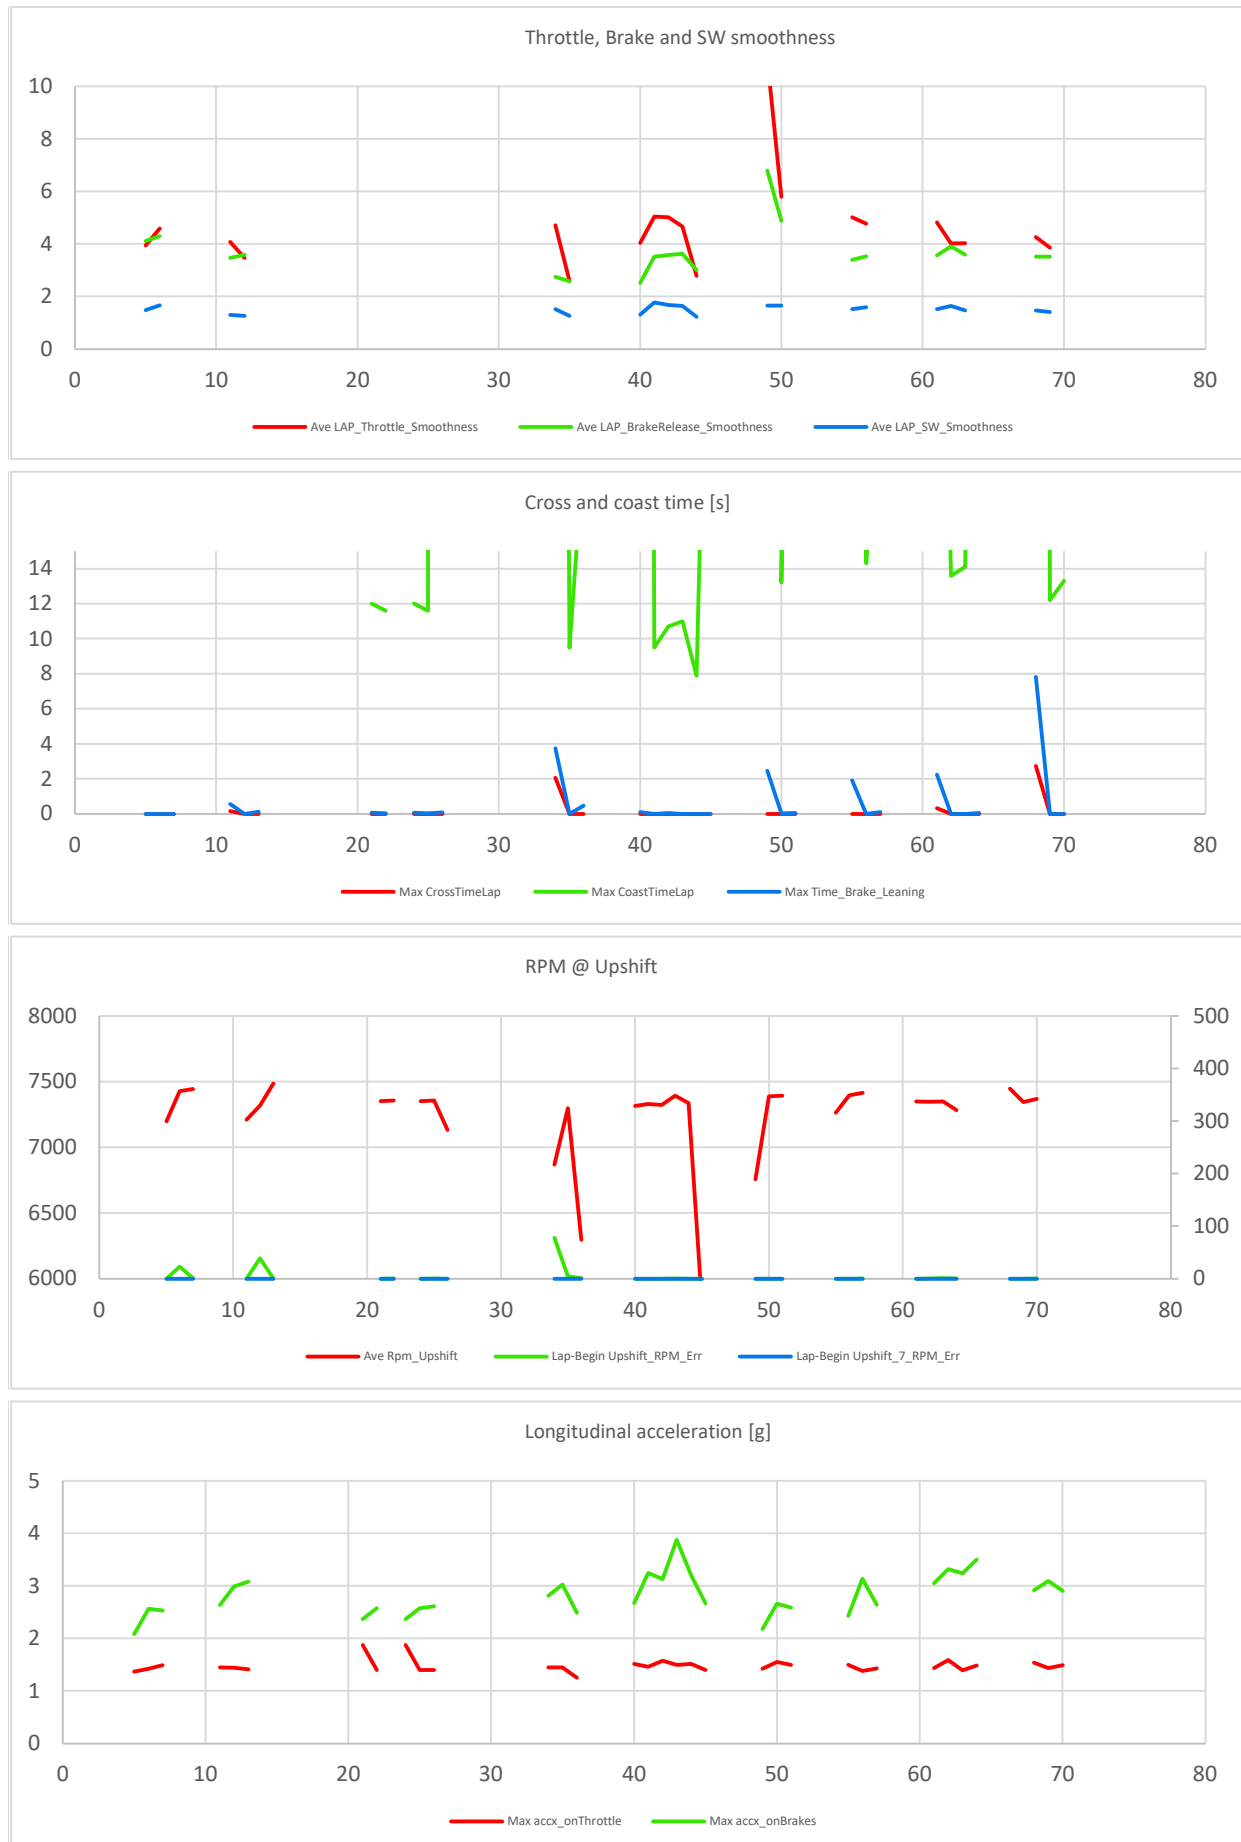 Throttle, Brake and SW smoothness
10
8
6
4
2
0
0 10 20 30 40 50 60 70 80
Ave LAP_Throttle_Smoothness Ave LAP_BrakeRelease_Smoothness Ave LAP_SW_Smoothness
Cross and coast time [s]
14
12
10
8
6
4
2
0
0 10 20 30 40 50 60 70 80
Max CrossTimeLap Max CoastTimeLap Max Time_Brake_Leaning
RPM @ Upshift
8000 500
7500 400
7000 300
6500 200
100
6000 0
0 10 20 30 40 50 60 70 80
Ave Rpm_Upshift Lap-Begin Upshift_RPM_Err Lap-Begin Upshift_7_RPM_Err
Longitudinal acceleration [g]
5
4
3
2
1
0
0 10 20 30 40 50 60 70 80
Max accx_onThrottle Max accx_onBrakes